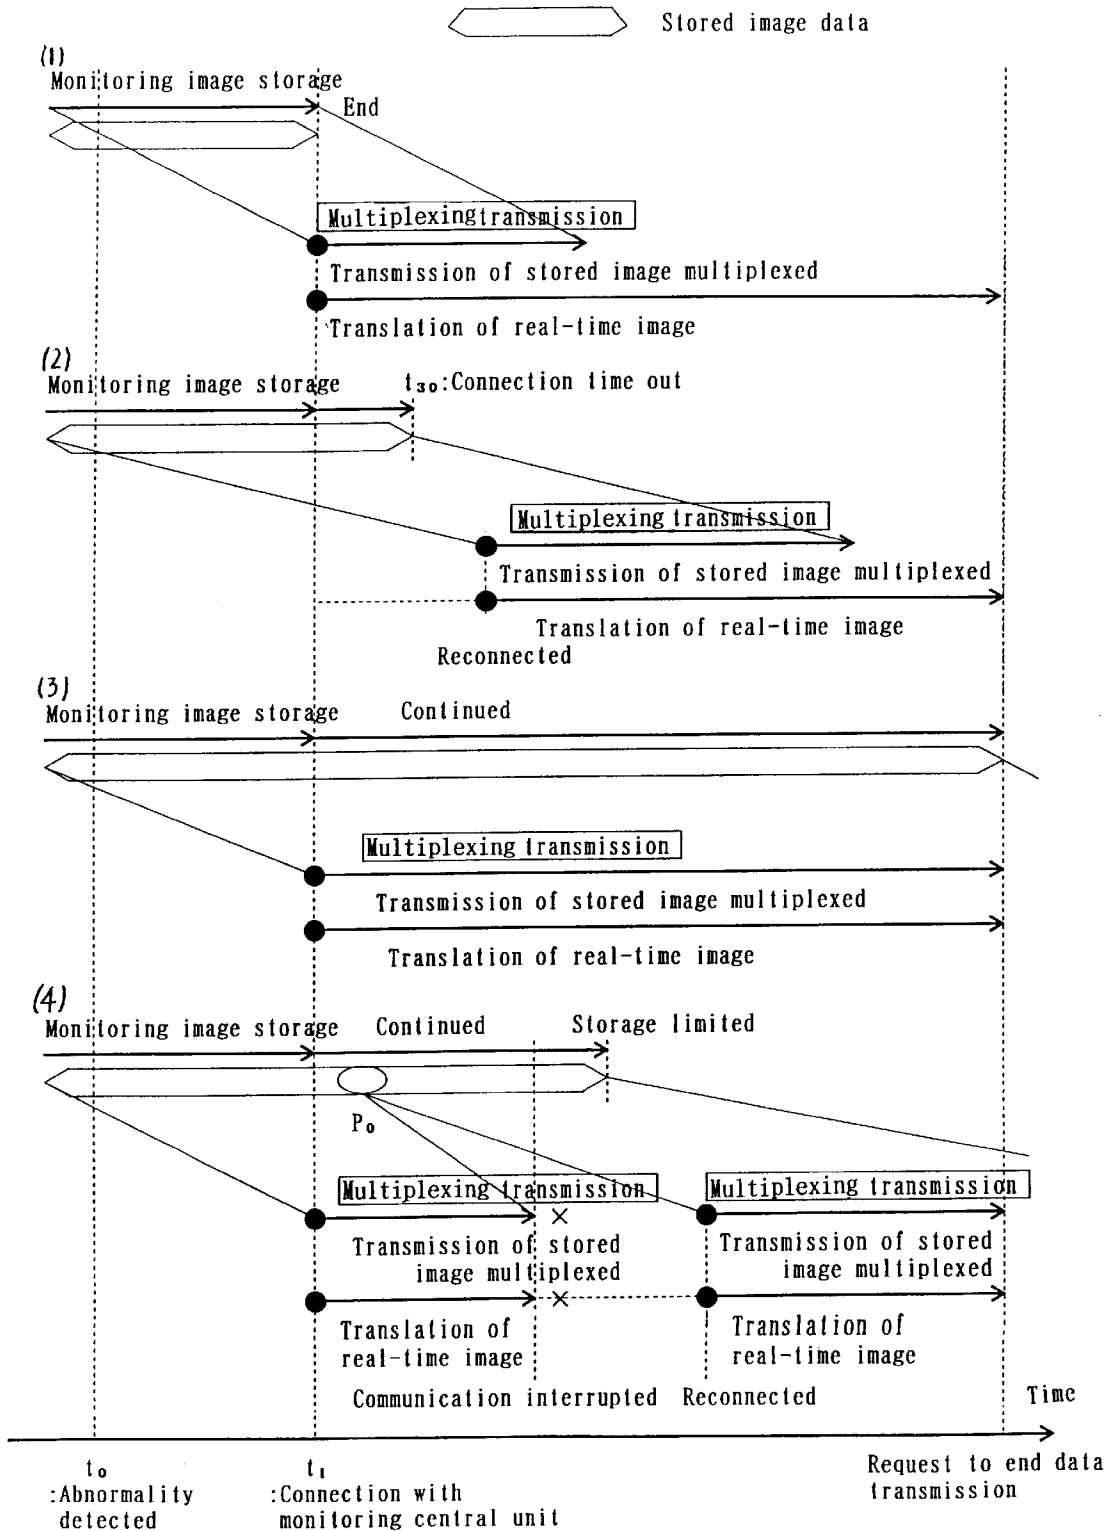 Stored image data
(1)
Monitoring image storage
End
Multiplexing transmission
Transmission of stored image multiplexed
Translation of real-time image
(2)
Monitoring image storage
t₃₀:Connection time out
Multiplexing transmission
Transmission of stored image multiplexed
Translation of real-time image
Reconnected
(3)
Monitoring image storage Continued
Multiplexing transmission
Transmission of stored image multiplexed
Translation of real-time image
(4)
Monitoring image storage Continued Storage limited
P₀
Multiplexing transmission Multiplexing transmission
Transmission of stored
image multiplexed
Transmission of stored
image multiplexed
×
×
Translation of
real-time image
Translation of
real-time image
Communication interrupted Reconnected
Time
t₀
:Abnormality
detected
t₁
:Connection with
monitoring central unit
Request to end data
transmission